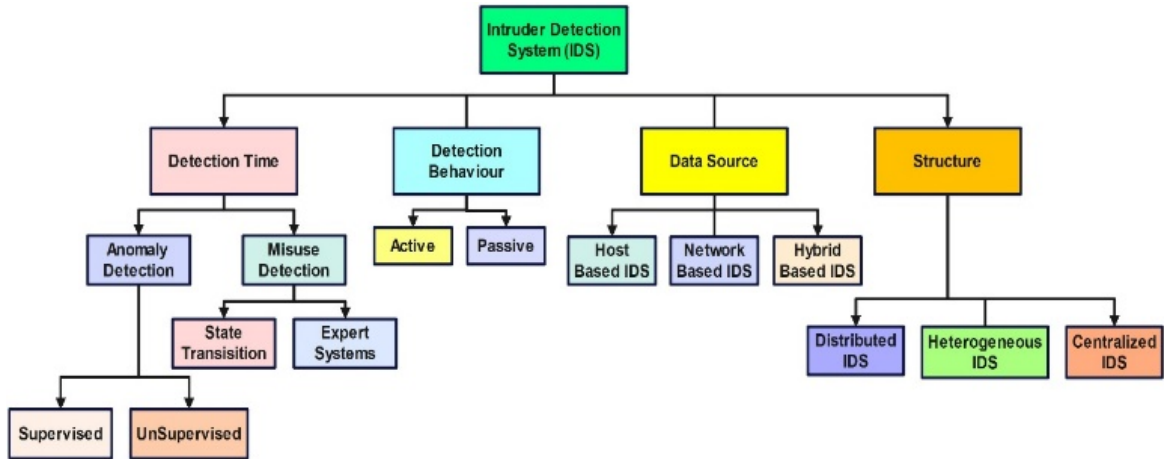 Intruder Detection
System (IDS)
Detection Time
Detection
Behaviour
Data Source
Structure
Anomaly
Detection
Misuse
Detection
Active
Passive
Host
Based IDS
Network
Based IDS
Hybrid
Based IDS
State
Transisition
Expert
Systems
Distributed
IDS
Heterogeneous
IDS
Centralized
IDS
Supervised
UnSupervised